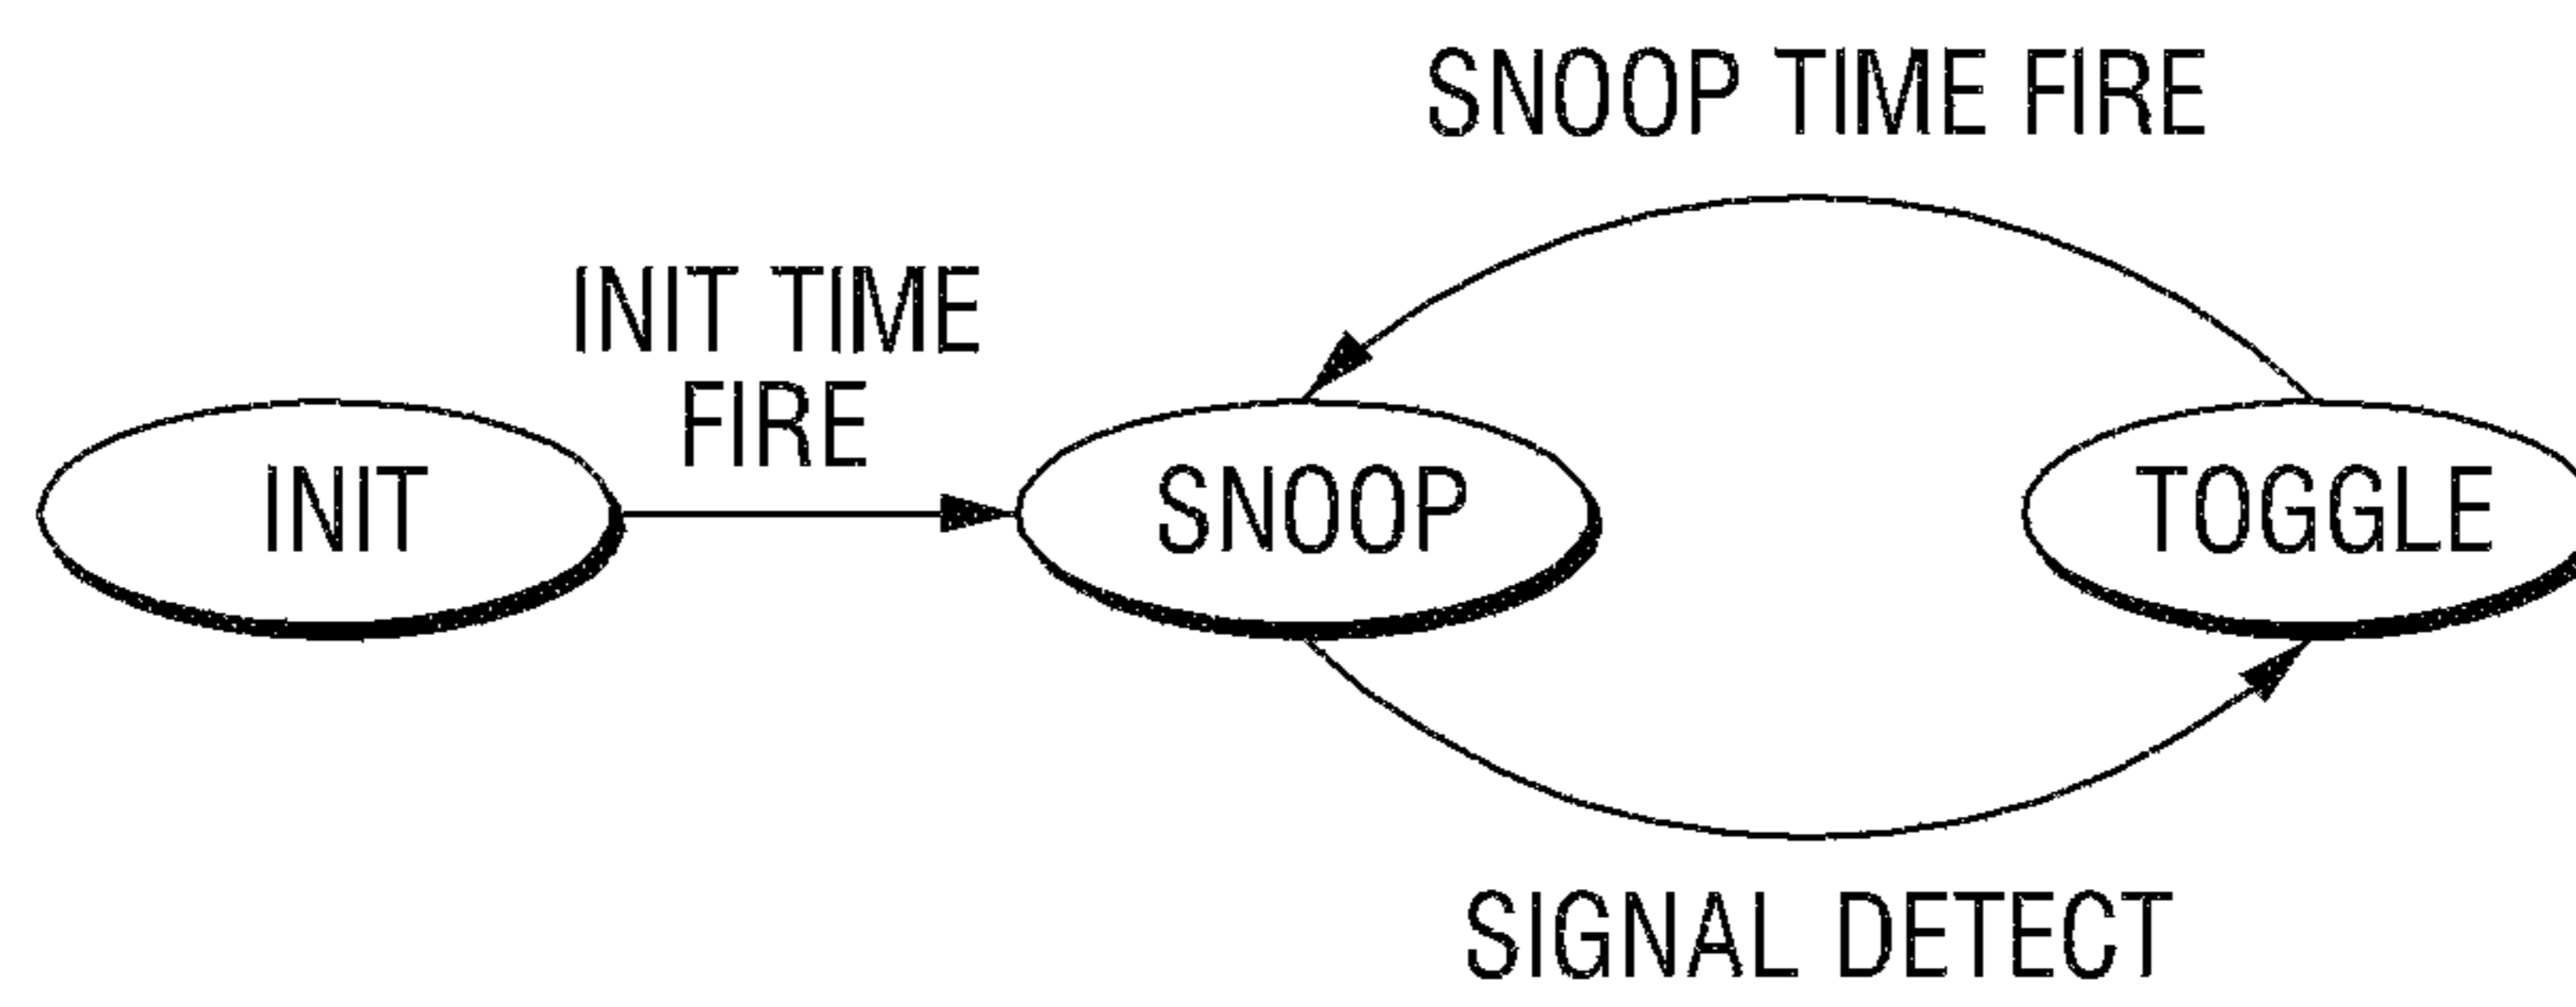 SNOOP TIME FIRE
INIT TIME
FIRE
INIT
SNOOP
TOGGLE
SIGNAL DETECT